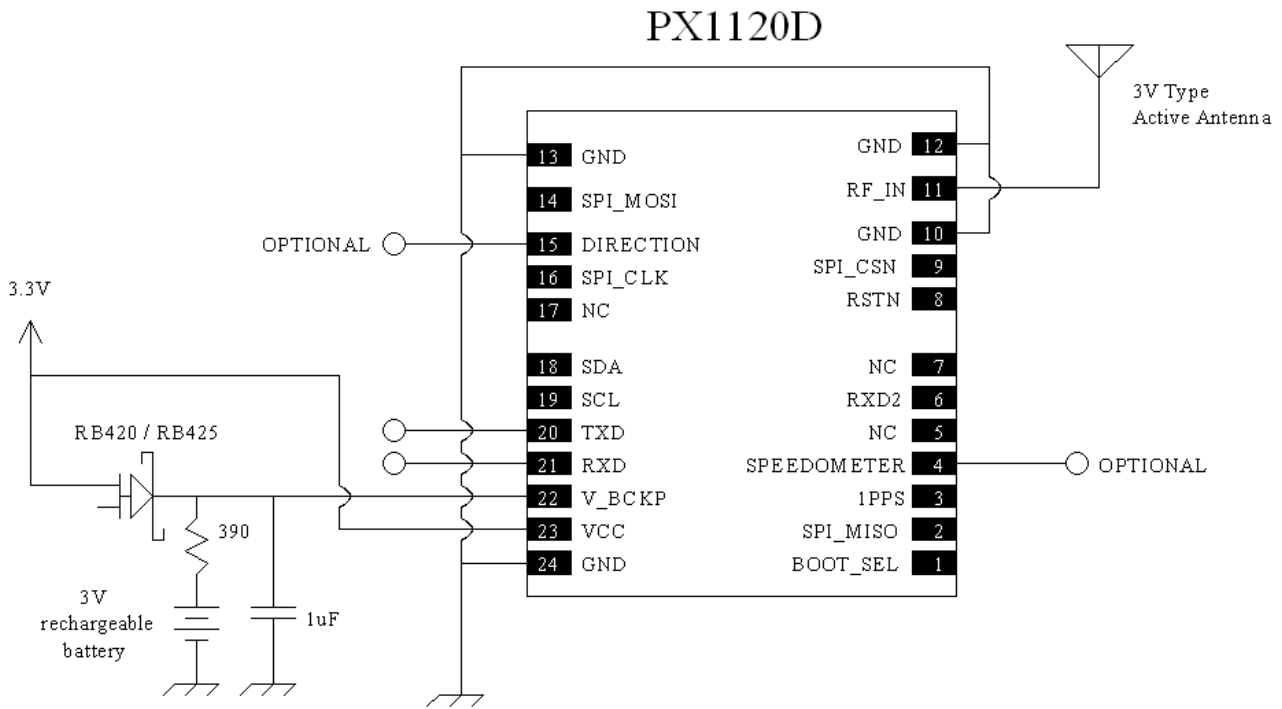 PX1120D
3V Type
Active Antenna
13 GND
14 SPI_MOSI
OPTIONAL 15 DIRECTION
16 SPI_CLK
17 NC
18 SDA
19 SCL
20 TXD
21 RXD
22 V_BCKP
23 VCC
24 GND
GND 12
RF_IN 11
GND 10
SPI_CSN 9
RSTN 8
NC 7
RXD2 6
NC 5
SPEEDOMETER 4 OPTIONAL
1PPS 3
SPI_MISO 2
BOOT_SEL 1
3.3V
RB420 / RB425
390
3V
rechargeable
battery
1uF